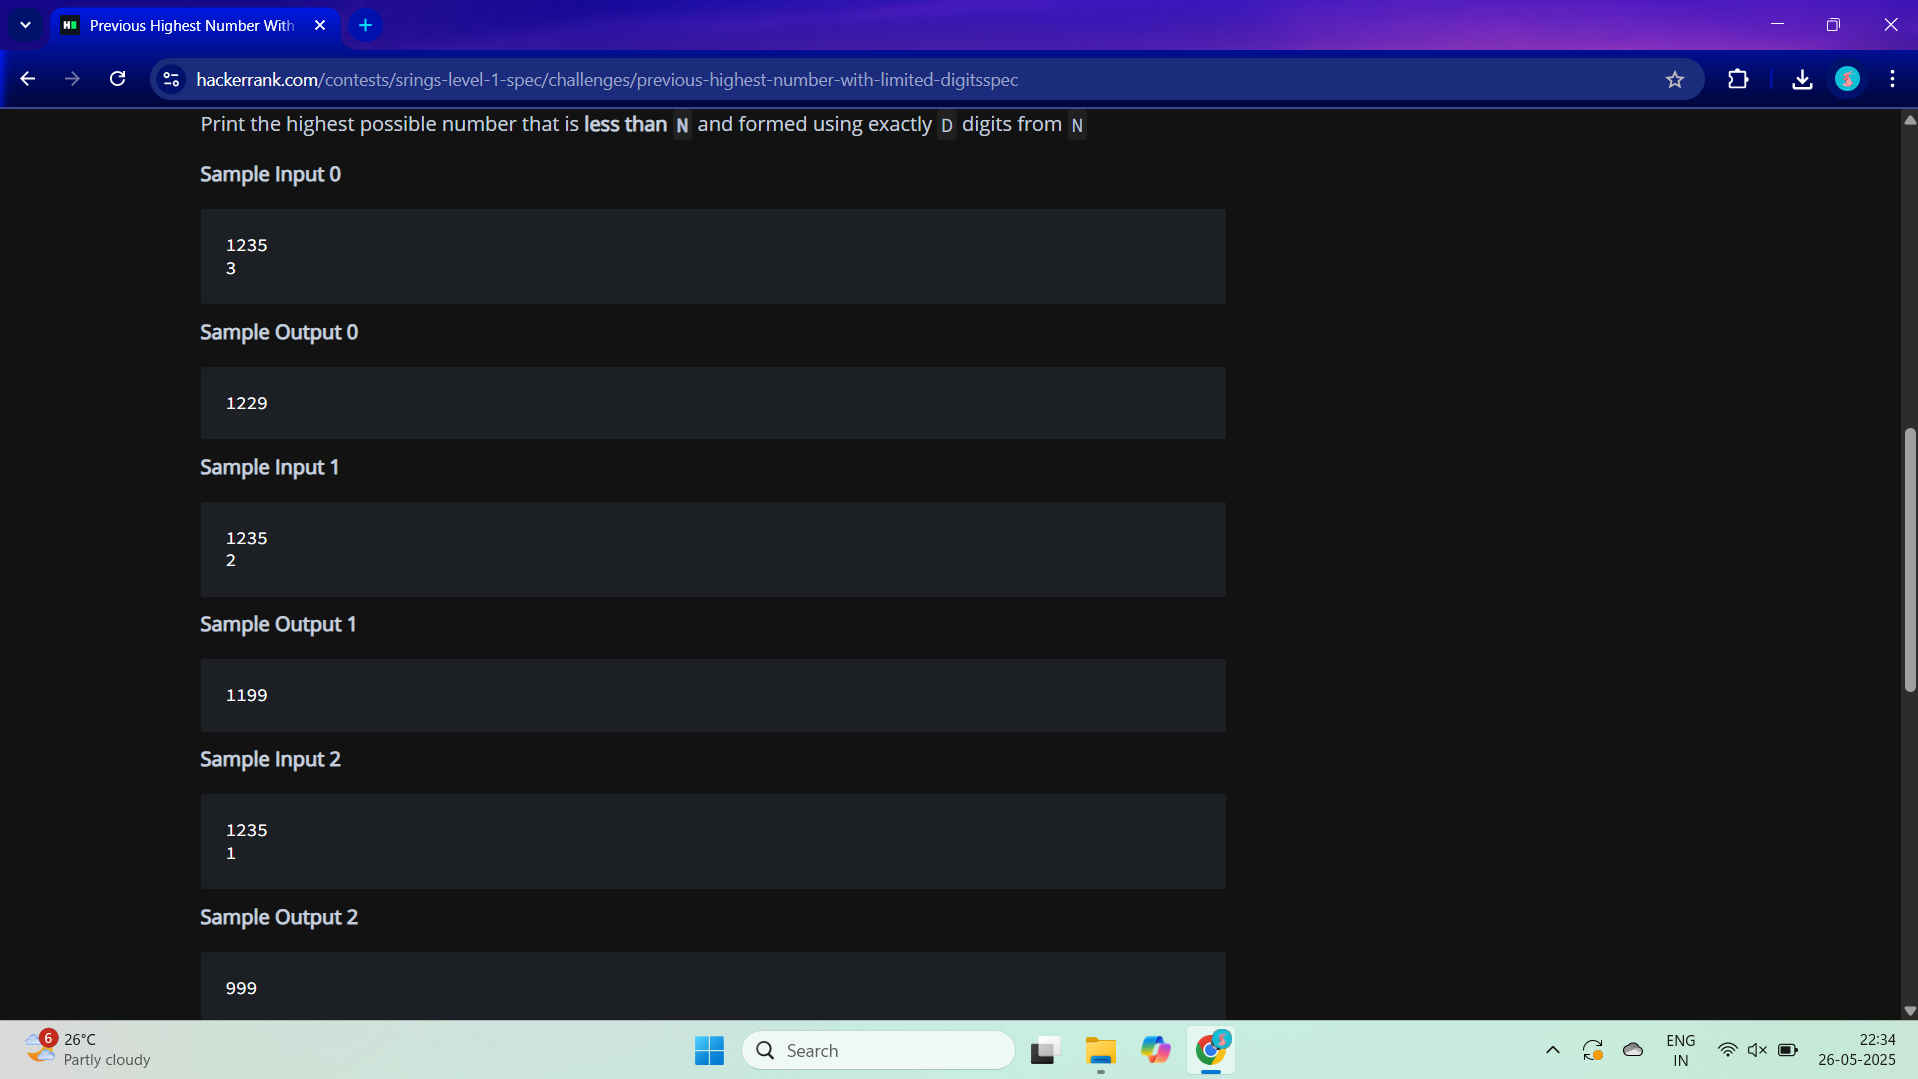 Previous Highest Number With
hackerrank.com/contests/srings-level-1-spec/challenges/previous-highest-number-with-limited-digitsspec
Print the highest possible number that is less than N and formed using exactly D digits from N
Sample Input 0
1235
3
Sample Output 0
1229
Sample Input 1
1235
2
Sample Output 1
1199
Sample Input 2
1235
1
Sample Output 2
999
6
26°C
Partly cloudy
Search
ENG
IN
22:34
26-05-2025